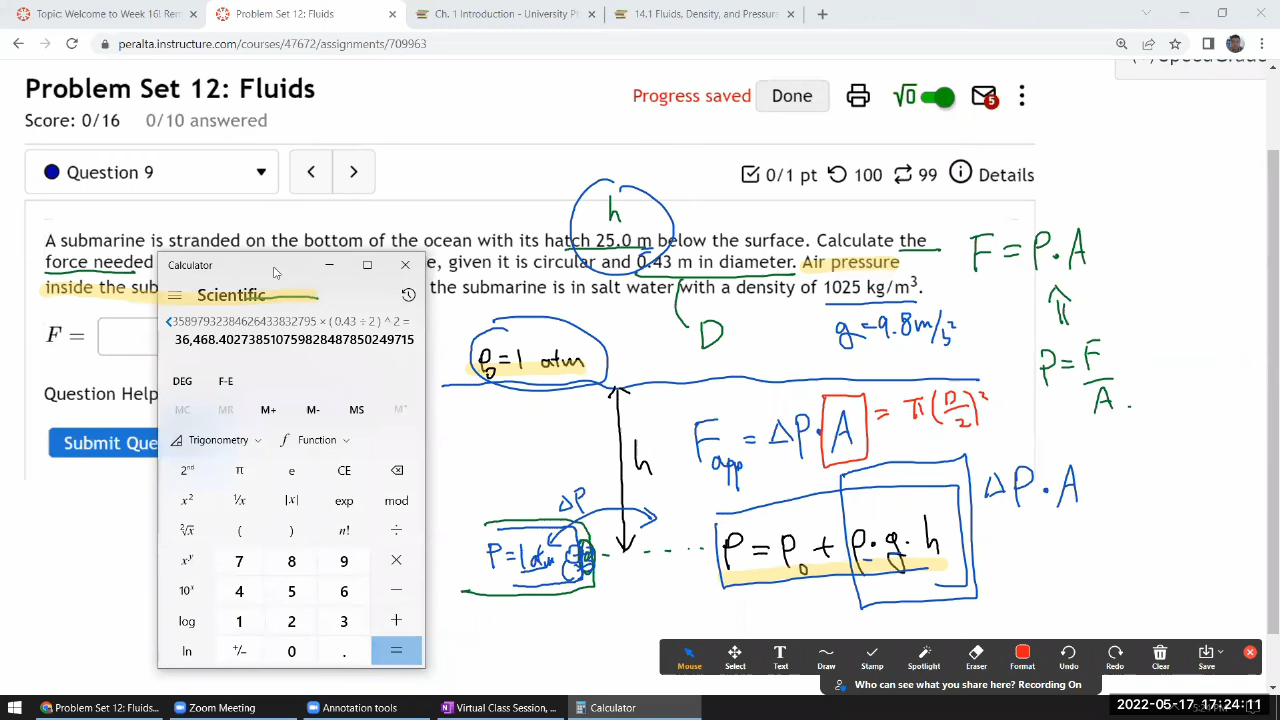 Topic: Welcome to Week 16! Rem
Problem Set 12: Fluids
Ch. 1 Introduction - University Ph
14.1 Fluids, Density, and Pressure
peralta.instructure.com/courses/47672/assignments/709963
Problem Set 12: Fluids
Score: 0/16 0/10 answered
Progress saved
Done
√0
5
Question 9
0/1 pt 100 99 Details
h
A submarine is stranded on the bottom of the ocean with its hatch 25.0 m below the surface. Calculate the
force needed
e, given it is circular and 0.43 m in diameter. Air pressure
inside the sub
the submarine is in salt water with a density of 1025 kg/m³.
F =
Question Help
Submit Que
Calculator
Scientific
35897932384626433832795 × (0.43 ÷ 2) ^ 2 =
DEG F-E
MC MR M+ M- MS M˅
Trigonometry Function
2ⁿᵈ π e CE
x² ¹/x |x| exp mod
²√x ( ) n! ÷
xʸ 7 8 9 ×
10ˣ 4 5 6 −
log 1 2 3 +
ln +/- 0 . =
D
g = 9.8 m/s²
P₀ = 1 atm
F = P·A
P = F/A
F app = ΔP·A = π(D/2)²
h
ΔP
ΔP·A
P = 1 atm
P = P₀ + ρ·g·h
Mouse Select Text Draw Stamp Spotlight Eraser Format Undo Redo Clear Save
Who can see what you share here? Recording On
Problem Set 12: Fluids...
Zoom Meeting
Annotation tools
Virtual Class Session, ...
Calculator
2022-05-17 17:24:11